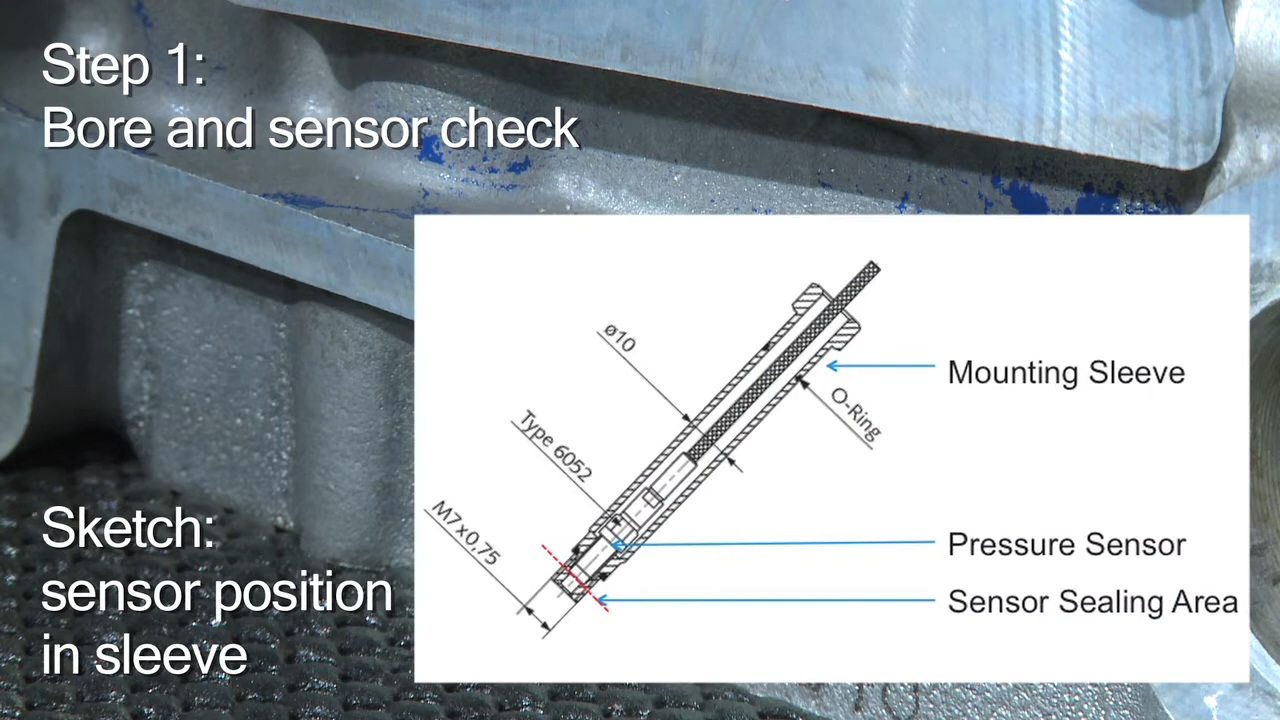 Step 1:
Bore and sensor check
Sketch:
sensor position
in sleeve
ø10
Type 6052
M7x0,75
O-Ring
Mounting Sleeve
Pressure Sensor
Sensor Sealing Area